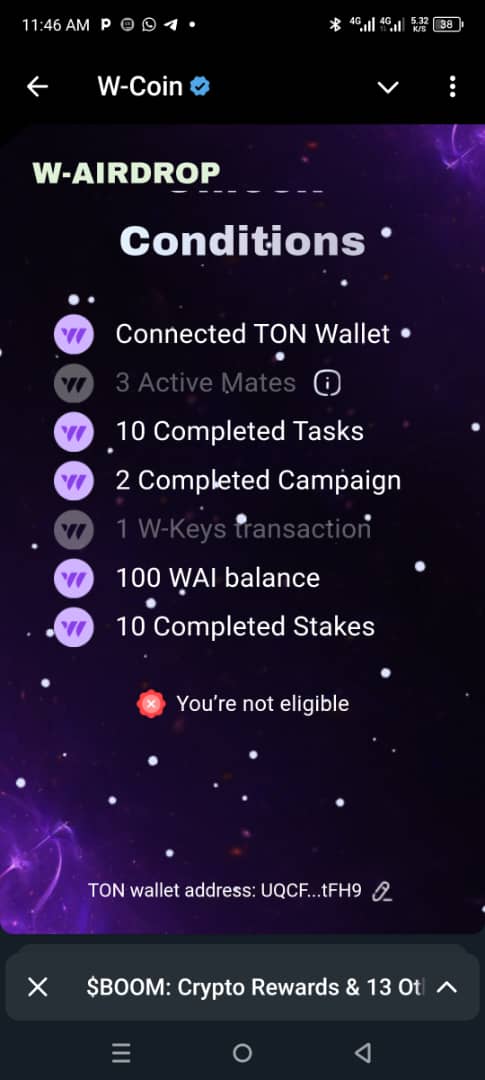 11:46 AM P 4G 4G 5.32 K/S 38
W-Coin
W-AIRDROP
Conditions
Connected TON Wallet
3 Active Mates
10 Completed Tasks
2 Completed Campaign
1 W-Keys transaction
100 WAI balance
10 Completed Stakes
You're not eligible
TON wallet address: UQCF...tFH9
$BOOM: Crypto Rewards & 13 Ot